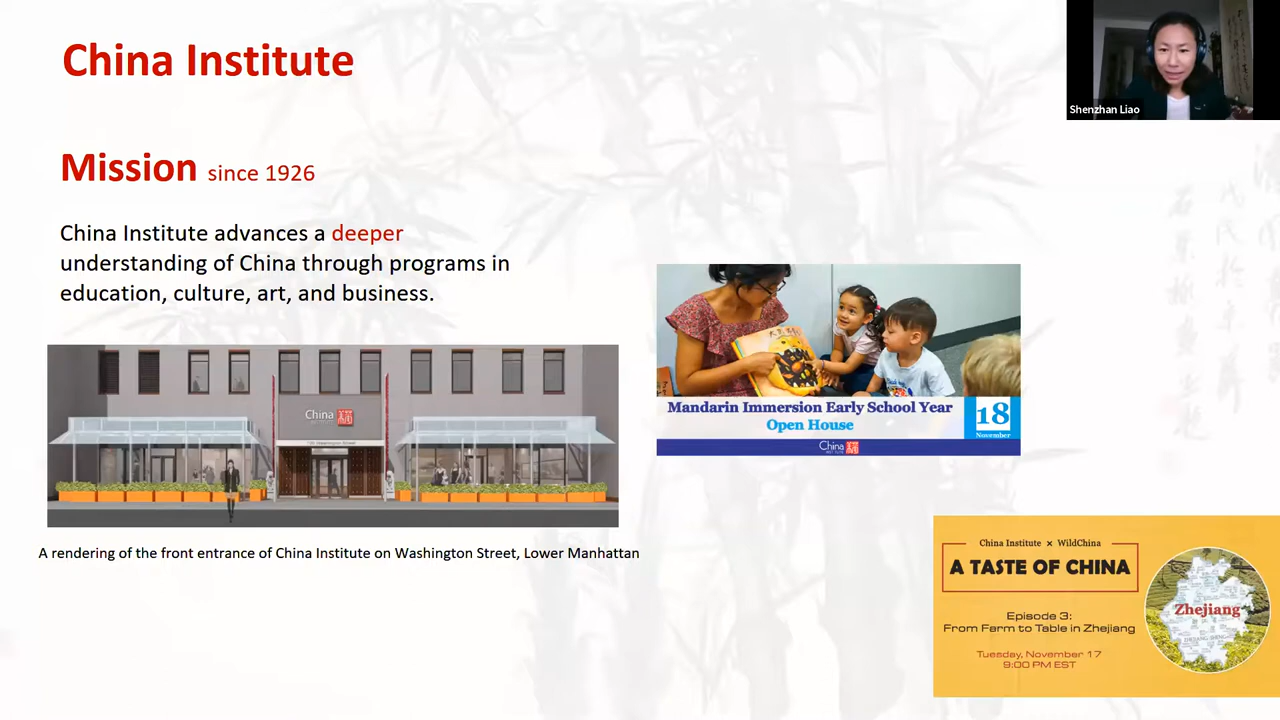 China Institute
Shenzhan Liao
Mission since 1926
China Institute advances a deeper
understanding of China through programs in
education, culture, art, and business.
China
INSTITUTE
A rendering of the front entrance of China Institute on Washington Street, Lower Manhattan
Mandarin Immersion Early School Year
Open House
18
November
China
INSTITUTE
China Institute × WildChina
A TASTE OF CHINA
Episode 3:
From Farm to Table in Zhejiang
Tuesday, November 17
9:00 PM EST
Zhejiang